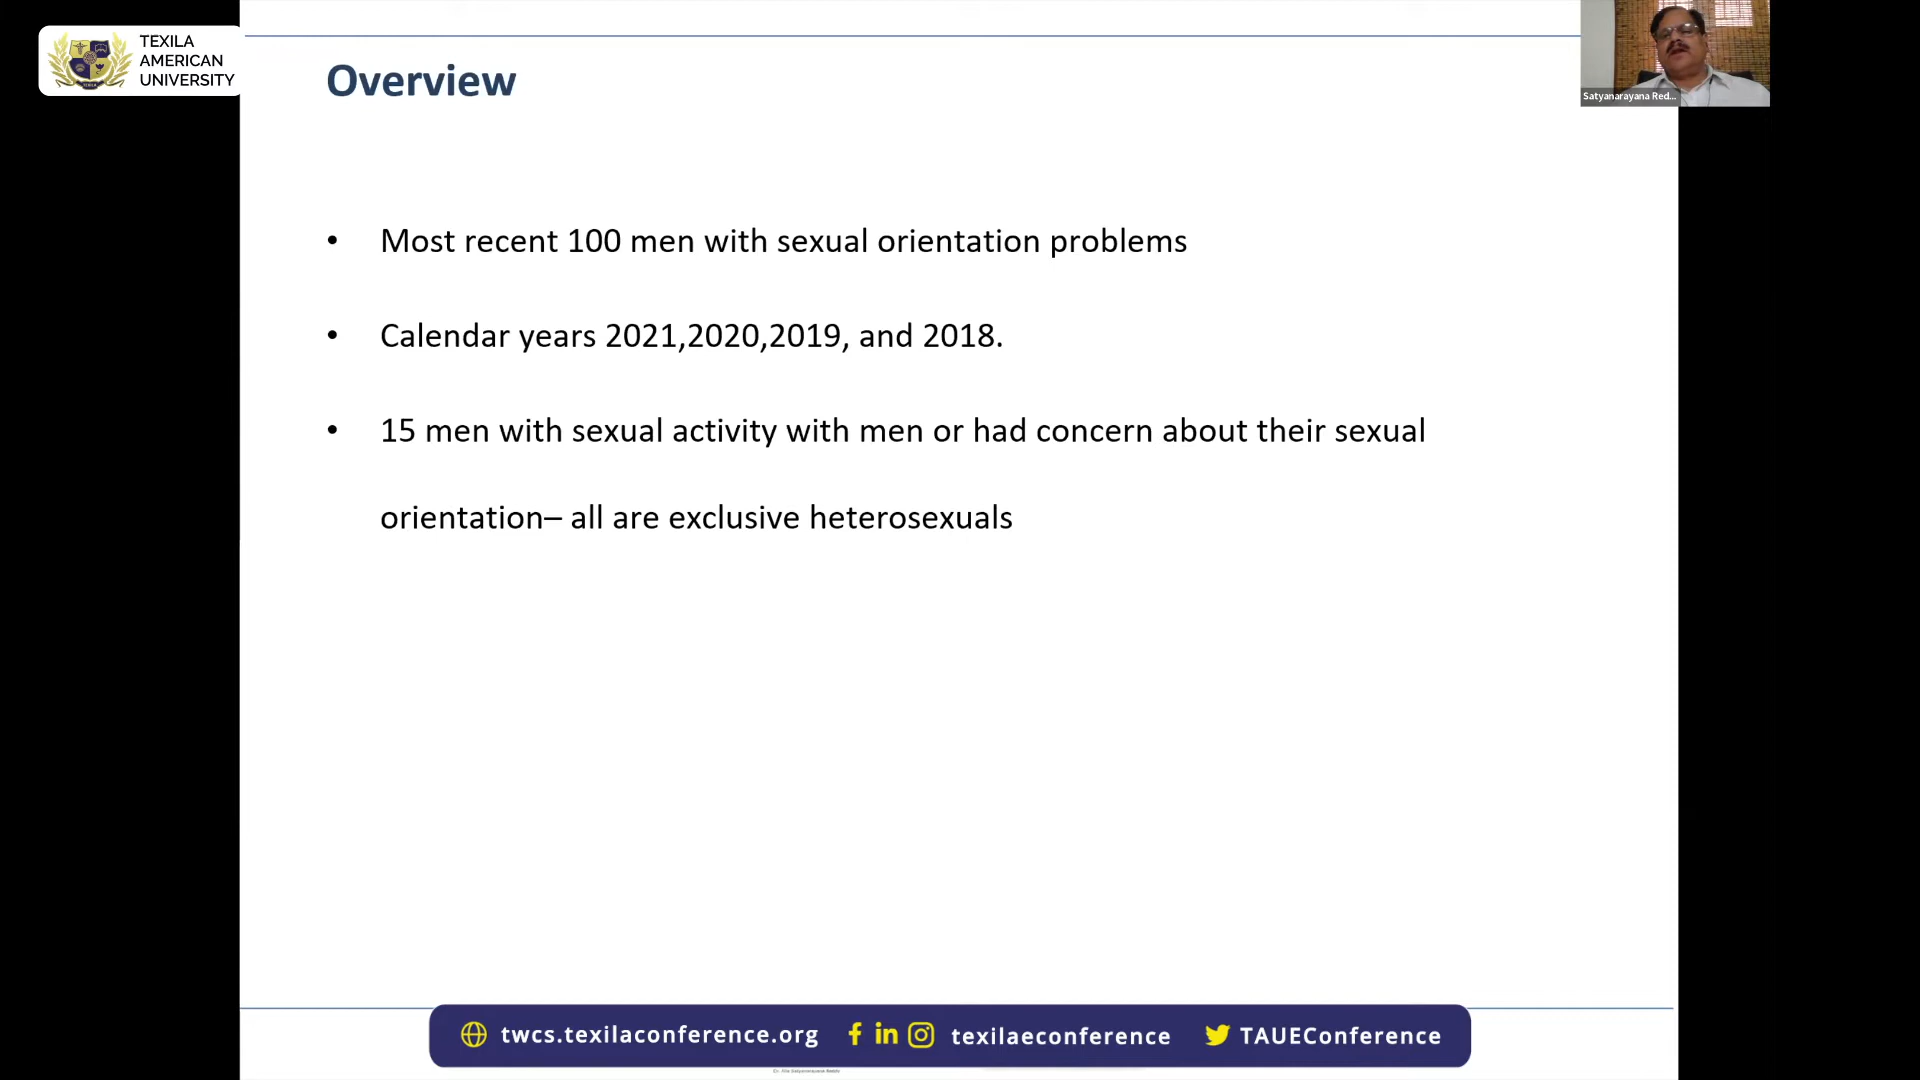 TEXILA
AMERICAN
UNIVERSITY
Overview
Satyanarayana Red...
• Most recent 100 men with sexual orientation problems
• Calendar years 2021,2020,2019, and 2018.
• 15 men with sexual activity with men or had concern about their sexual
orientation– all are exclusive heterosexuals
twcs.texilaconference.org
texilaeconference
TAUEConference